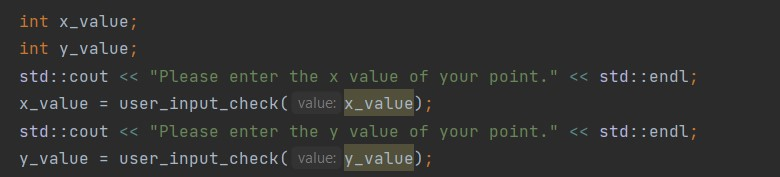 int x_value;
int y_value;
std::cout << "Please enter the x value of your point." << std::endl;
x_value = user_input_check( value: x_value);
std::cout << "Please enter the y value of your point." << std::endl;
y_value = user_input_check( value: y_value);